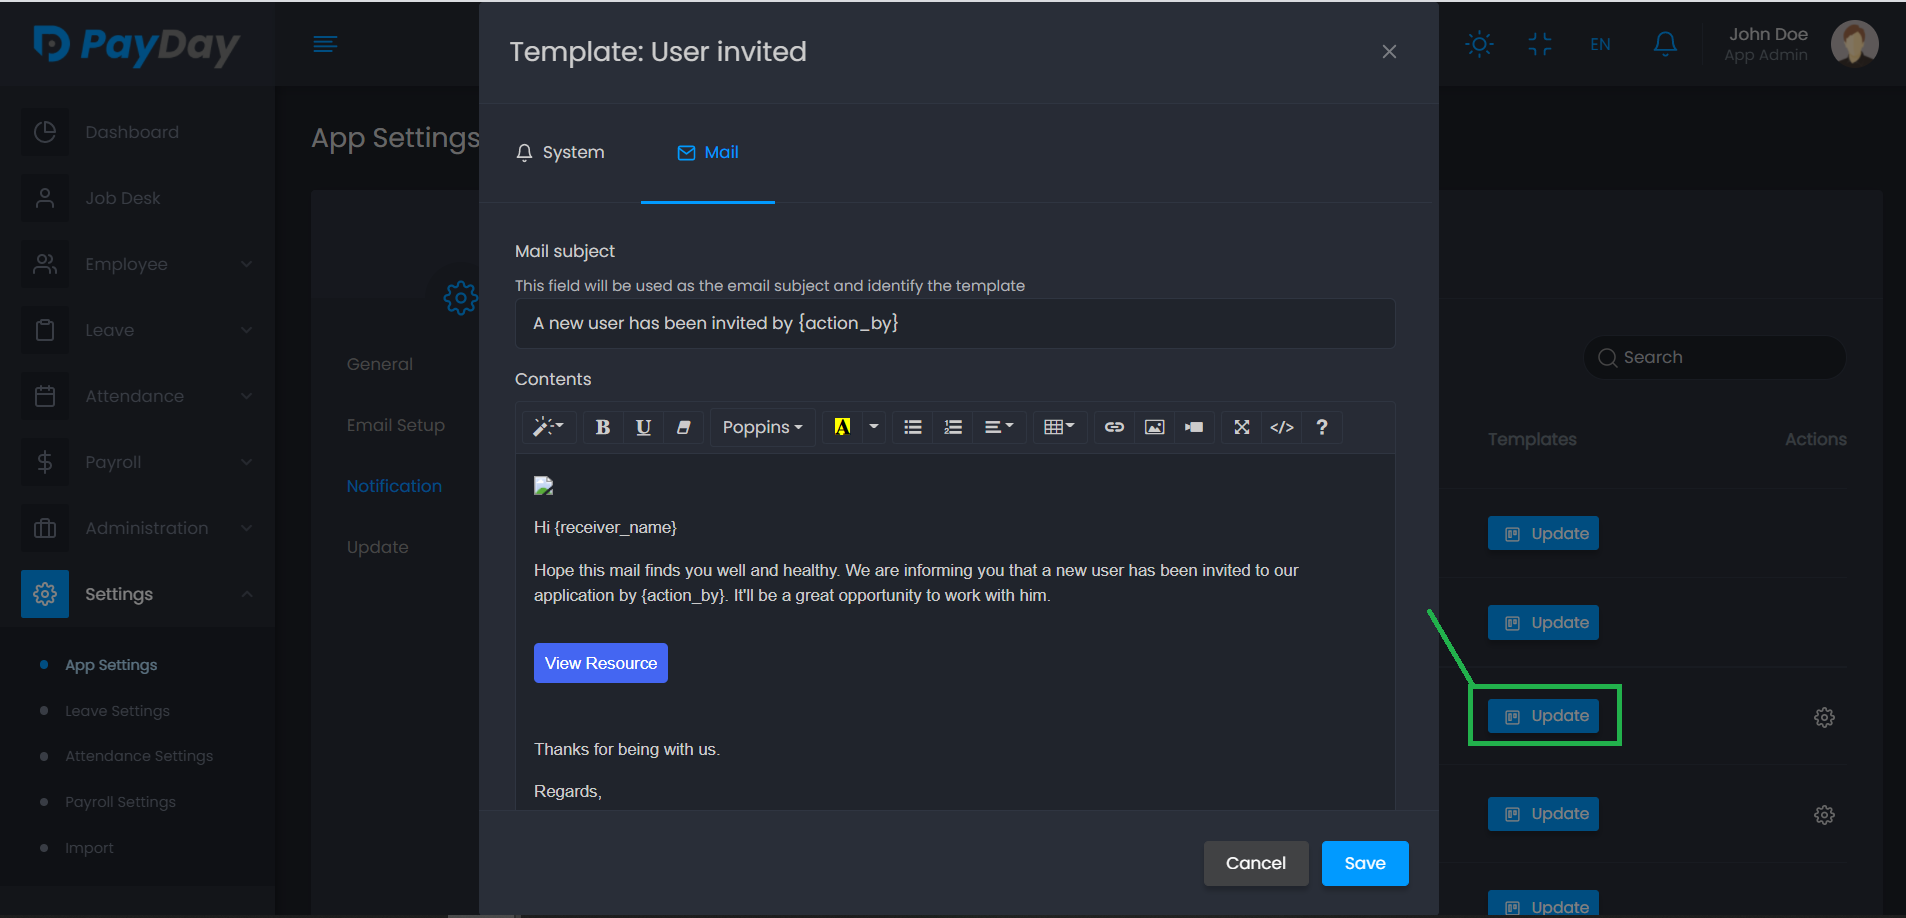 PayDay
Dashboard
Job Desk
Employee
Leave
Attendance
Payroll
Administration
Settings
App Settings
Leave Settings
Attendance Settings
Payroll Settings
Import
App Settings
General
Email Setup
Notification
Update
Template: User invited
System
Mail
Mail subject
This field will be used as the email subject and identify the template
A new user has been invited by {action_by}
Contents
B U Poppins A </> ?
Hi {receiver_name}
Hope this mail finds you well and healthy. We are informing you that a new user has been invited to our
application by {action_by}. It'll be a great opportunity to work with him.
View Resource
Thanks for being with us.
Regards,
Cancel
Save
EN
John Doe
App Admin
Search
Templates
Actions
Update
Update
Update
Update
Update